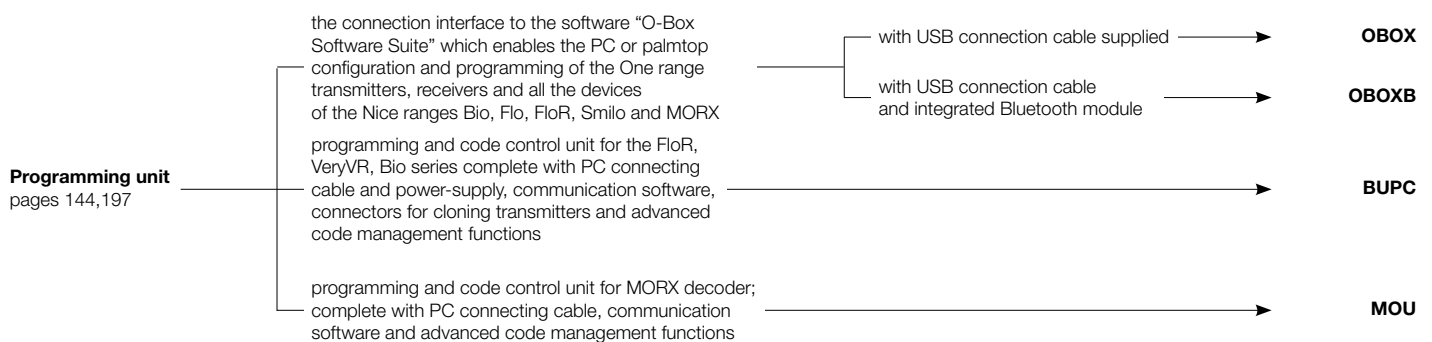 the connection interface to the software “O-Box
Software Suite” which enables the PC or palmtop
configuration and programming of the One range
transmitters, receivers and all the devices
of the Nice ranges Bio, Flo, FloR, Smilo and MORX
with USB connection cable supplied
OBOX
with USB connection cable
and integrated Bluetooth module
OBOXB
Programming unit
pages 144,197
programming and code control unit for the FloR,
VeryVR, Bio series complete with PC connecting
cable and power-supply, communication software,
connectors for cloning transmitters and advanced
code management functions
BUPC
programming and code control unit for MORX decoder;
complete with PC connecting cable, communication
software and advanced code management functions
MOU